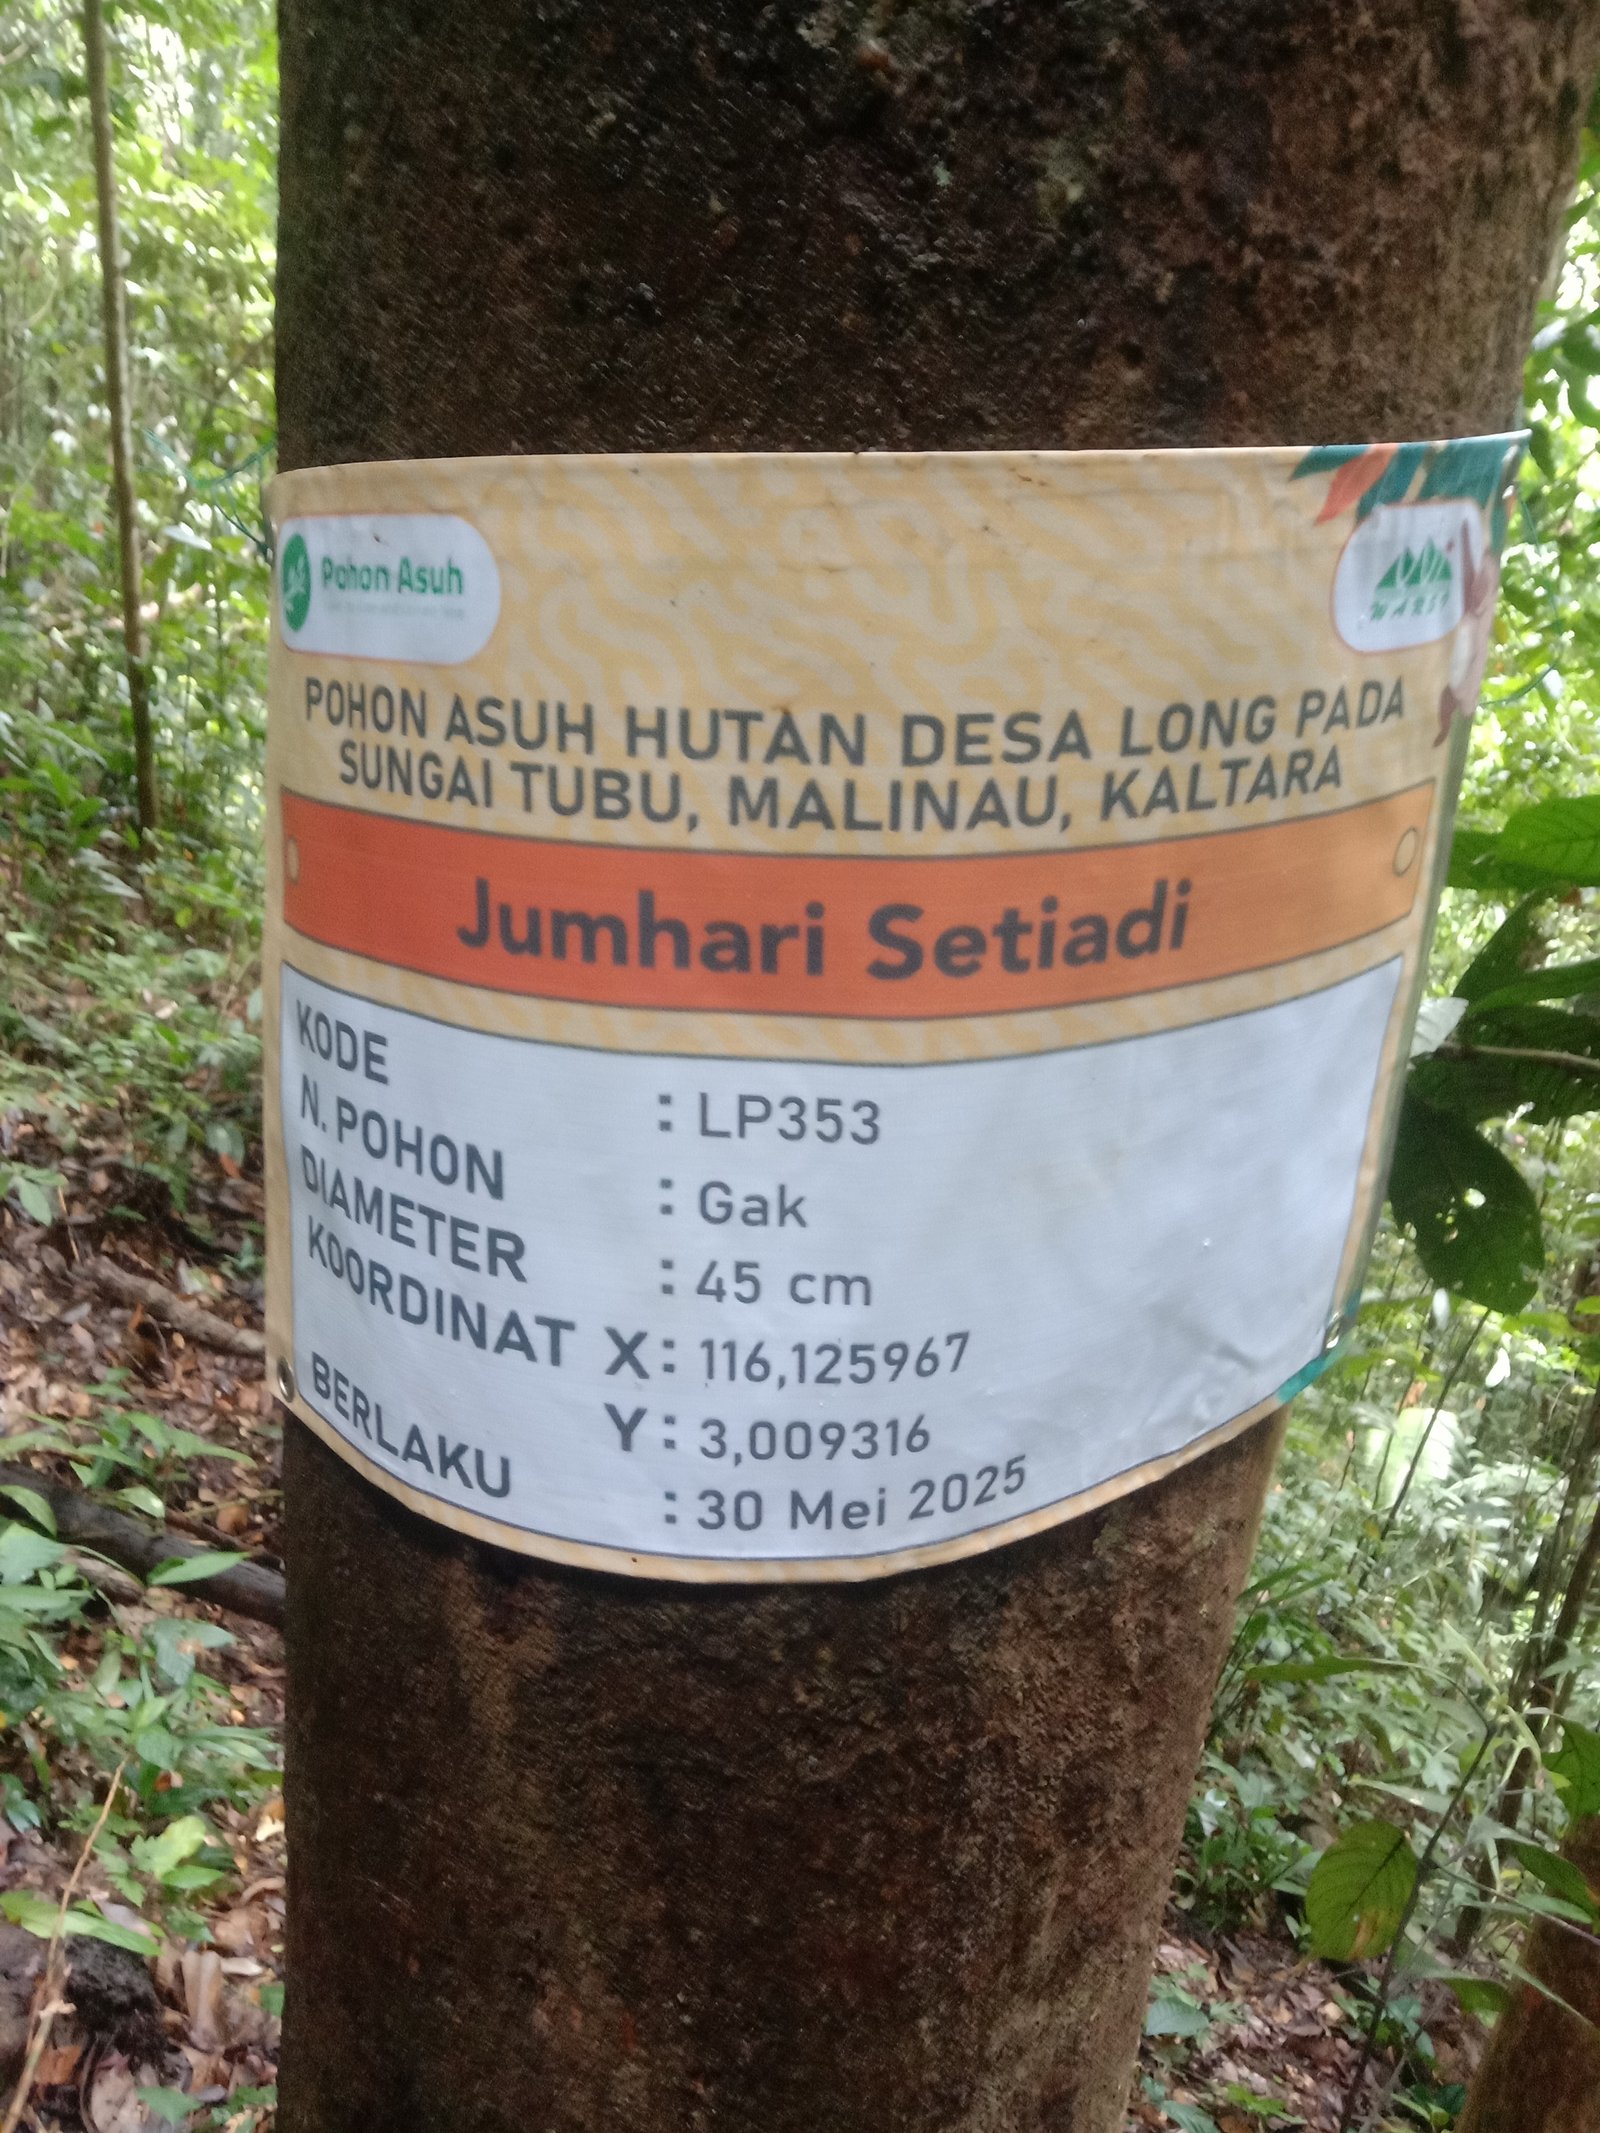 Pohon Asuh
WARSI
POHON ASUH HUTAN DESA LONG PADA
SUNGAI TUBU, MALINAU, KALTARA
Jumhari Setiadi
KODE : LP353
N. POHON : Gak
DIAMETER : 45 cm
KOORDINAT X : 116,125967
Y : 3,009316
BERLAKU : 30 Mei 2025